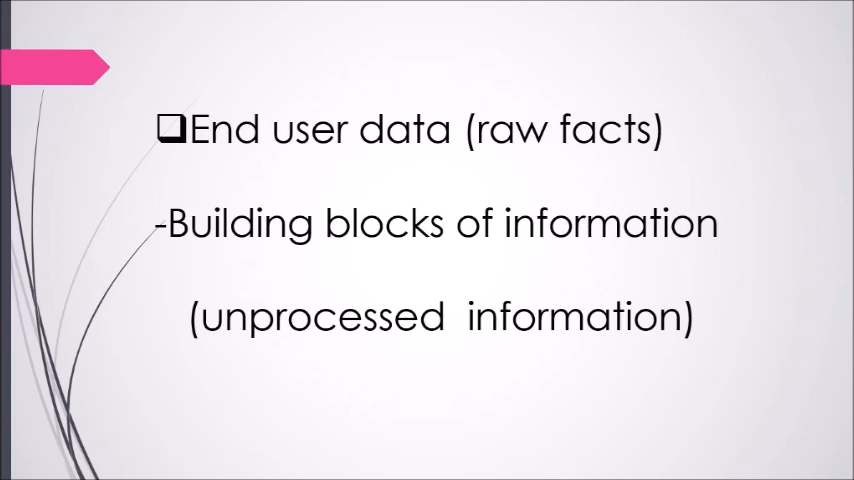 ❑End user data (raw facts)
-Building blocks of information
(unprocessed information)